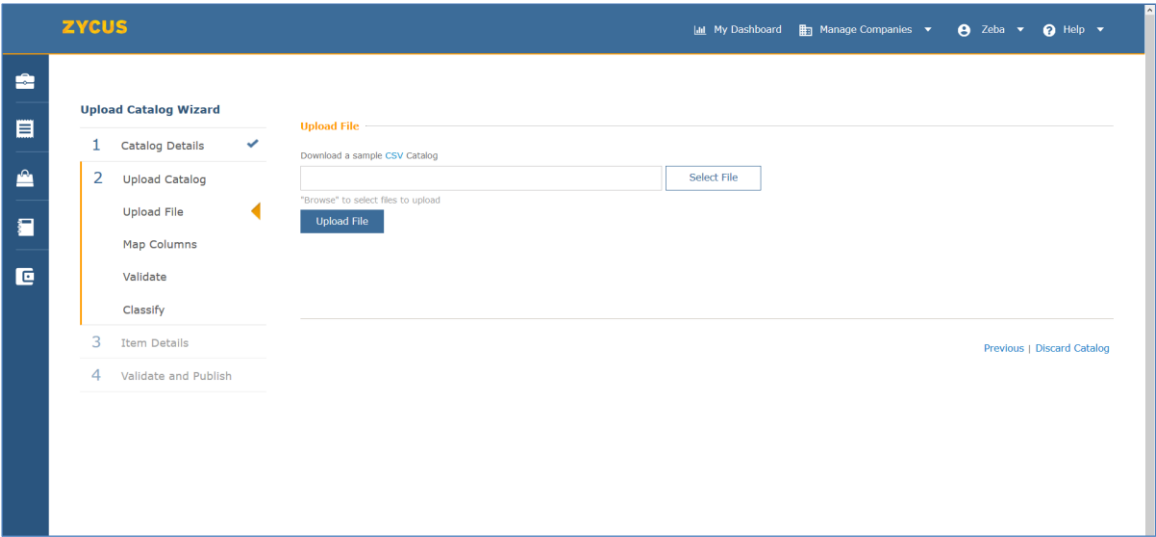 ZYCUS
My Dashboard Manage Companies Zeba Help
Upload Catalog Wizard
1 Catalog Details
2 Upload Catalog
Upload File
Map Columns
Validate
Classify
3 Item Details
4 Validate and Publish
Upload File
Download a sample CSV Catalog
Select File
"Browse" to select files to upload
Upload File
Previous | Discard Catalog